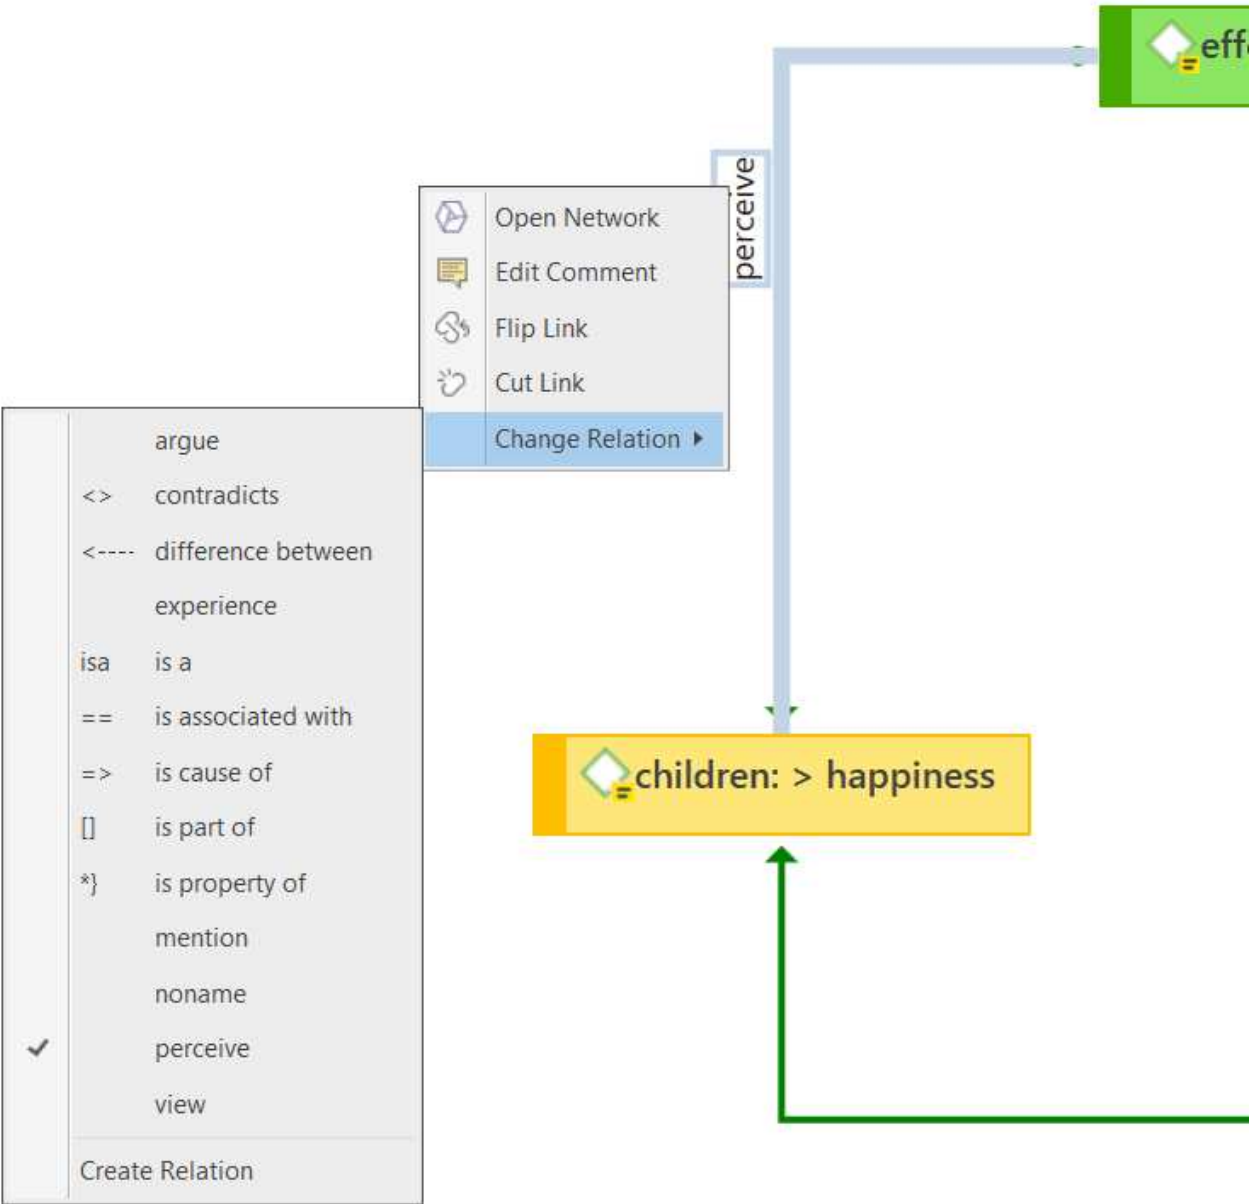 perceive
Open Network
Edit Comment
Flip Link
Cut Link
Change Relation
argue
<> contradicts
<---- difference between
experience
isa is a
== is associated with
=> is cause of
[] is part of
*} is property of
mention
noname
perceive
view
Create Relation
children: > happiness